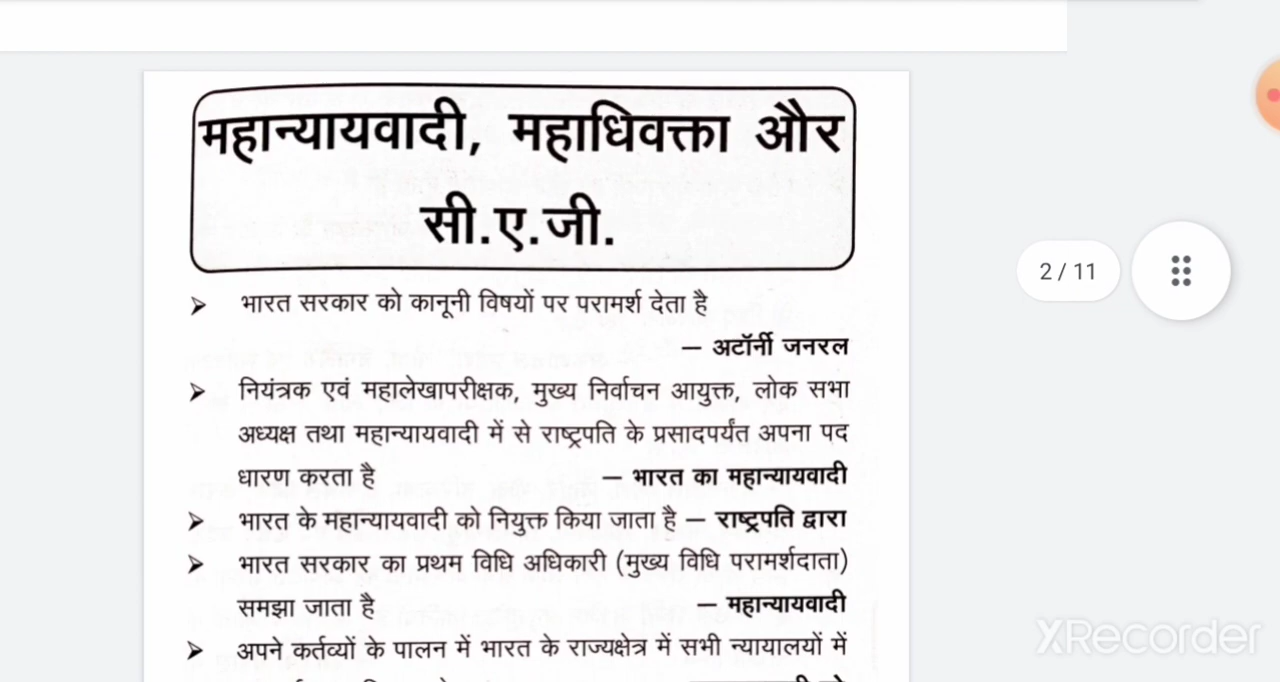 महान्यायवादी, महाधिवक्ता और
सी.ए.जी.
➢ भारत सरकार को कानूनी विषयों पर परामर्श देता है
— अटॉर्नी जनरल
➢ नियंत्रक एवं महालेखापरीक्षक, मुख्य निर्वाचन आयुक्त, लोक सभा
अध्यक्ष तथा महान्यायवादी में से राष्ट्रपति के प्रसादपर्यंत अपना पद
धारण करता है — भारत का महान्यायवादी
➢ भारत के महान्यायवादी को नियुक्त किया जाता है — राष्ट्रपति द्वारा
➢ भारत सरकार का प्रथम विधि अधिकारी (मुख्य विधि परामर्शदाता)
समझा जाता है — महान्यायवादी
➢ अपने कर्तव्यों के पालन में भारत के राज्यक्षेत्र में सभी न्यायालयों में
2 / 11
XRecorder